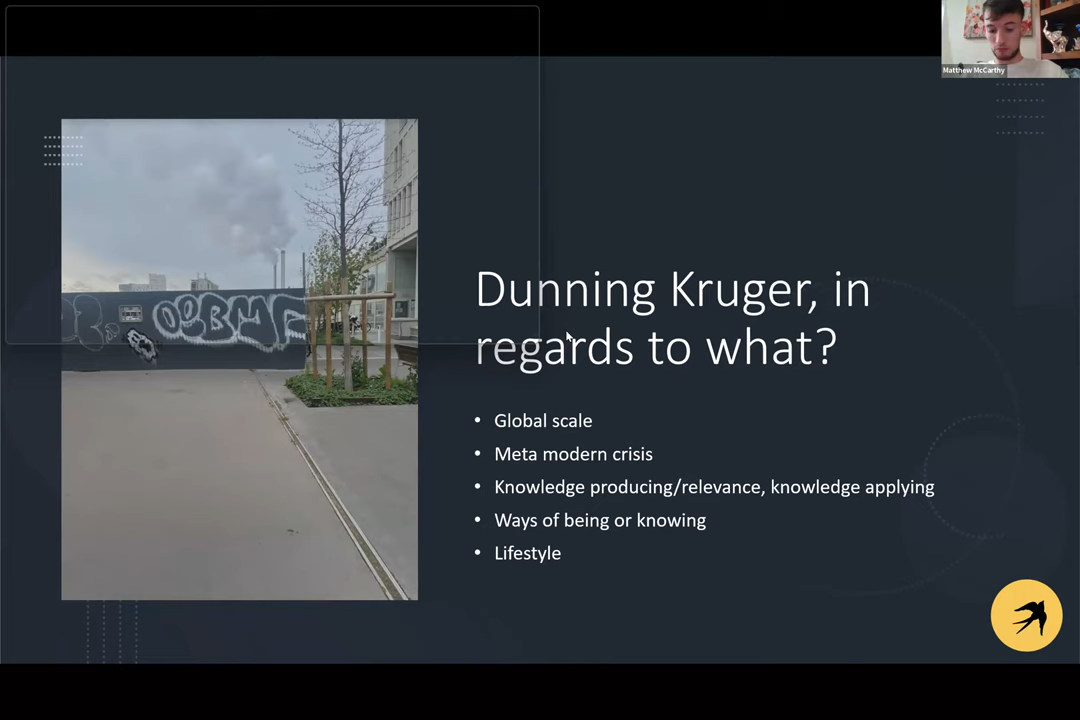 Matthew McCarthy
Dunning Kruger, in
regards to what?
• Global scale
• Meta modern crisis
• Knowledge producing/relevance, knowledge applying
• Ways of being or knowing
• Lifestyle